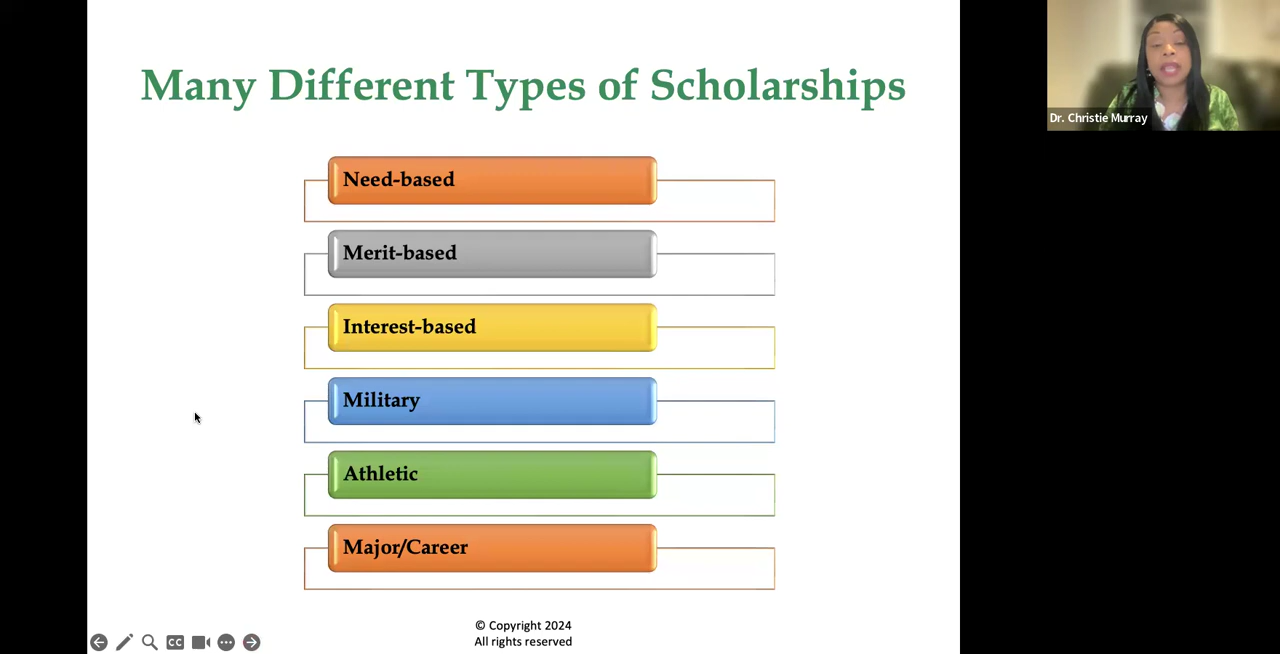 Many Different Types of Scholarships
Dr. Christie Murray
Need-based
Merit-based
Interest-based
Military
Athletic
Major/Career
© Copyright 2024
All rights reserved
CC